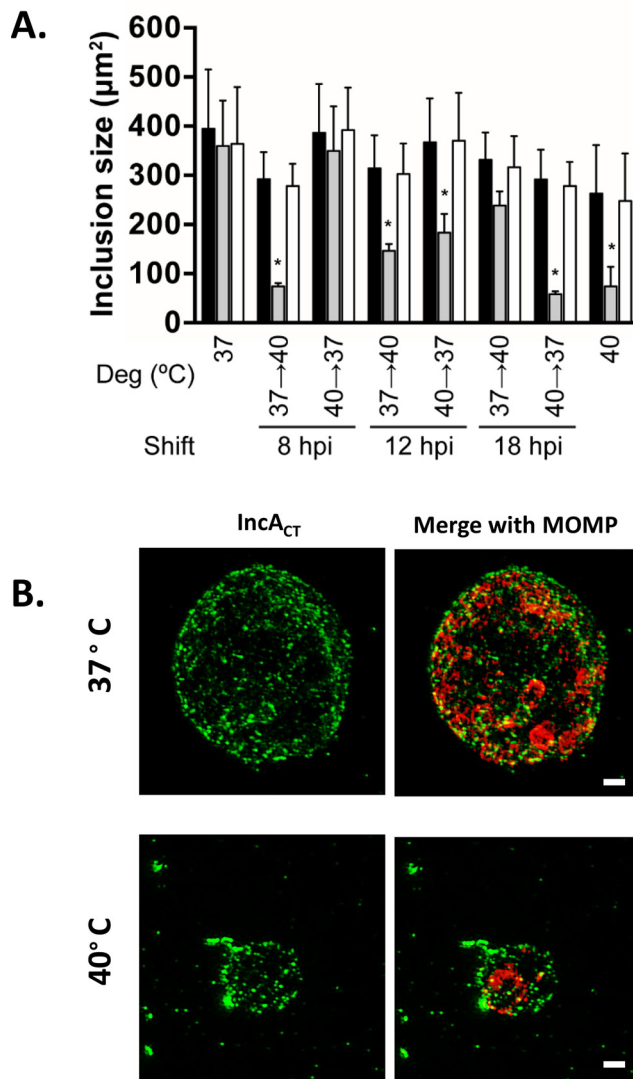 A.
Inclusion size (µm²)
600
500
400
300
200
100
0
*
*
*
*
*
Deg (ºC)
37
37→40
40→37
37→40
40→37
37→40
40→37
40
Shift
8 hpi
12 hpi
18 hpi
IncA_CT
Merge with MOMP
B.
37° C
40° C